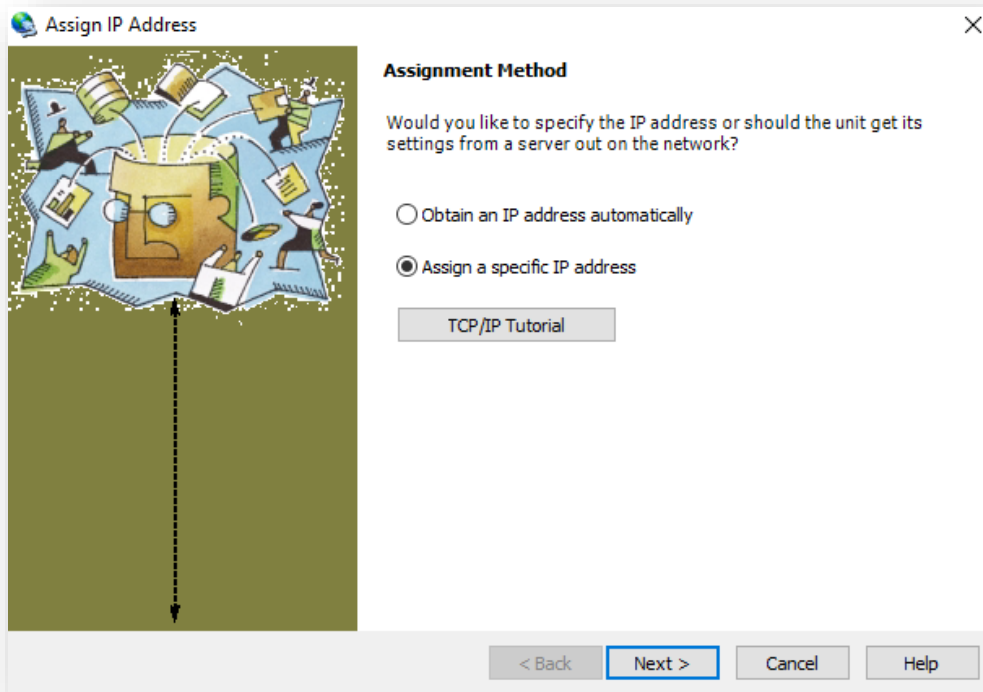 Assign IP Address
Assignment Method
Would you like to specify the IP address or should the unit get its
settings from a server out on the network?
Obtain an IP address automatically
Assign a specific IP address
TCP/IP Tutorial
< Back Next > Cancel Help